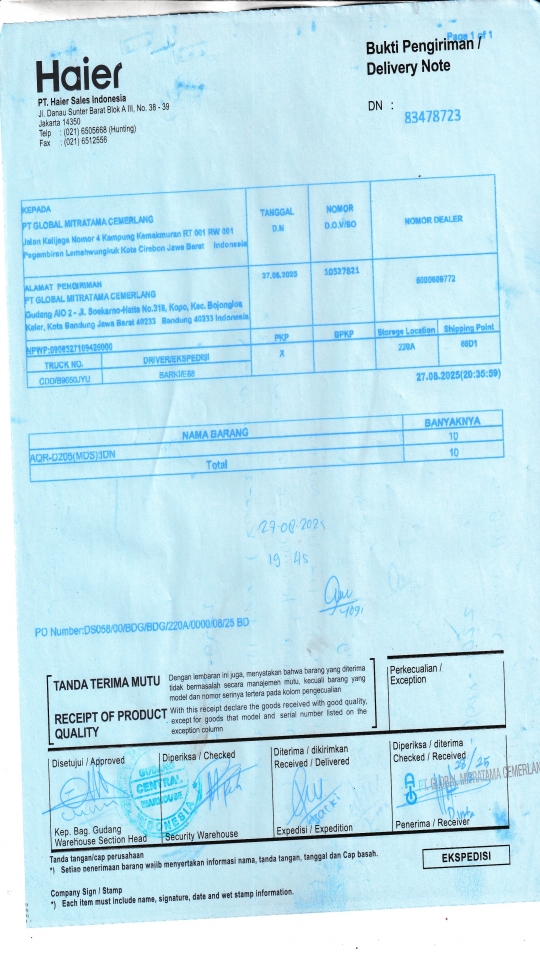 Page 1 of 1
Haier
Bukti Pengiriman /
Delivery Note
PT. Haier Sales Indonesia
Jl. Danau Sunter Barat Blok A III, No. 38 - 39
Jakarta 14350
Telp : (021) 6505668 (Hunting)
Fax : (021) 6512556
DN : 83478723
KEPADA
PT GLOBAL MITRATAMA CEMERLANG
Jalan Kalijaga Nomor 4 Kampung Kemakmuran RT 001 RW 001
Pegambiran Lemahwungkuk Kota Cirebon Jawa Barat Indonesia
TANGGAL
D.N
NOMOR
D.O.V/SO
NOMOR DEALER
ALAMAT PENGIRIMAN
PT GLOBAL MITRATAMA CEMERLANG
Gudang AIO 2 - Jl. Soekarno-Hatta No.318, Kopo, Kec. Bojongloa
Kaler, Kota Bandung Jawa Barat 40233 Bandung 40233 Indonesia
27.08.2025
10527821
NPWP:
TRUCK NO.
DRIVER/EKSPEDISI
PKP
GPKP
Storage Location
Shipping Point
CDD/B9650JYU
X
220A
66D1
27.08.2025(20:35:59)
NAMA BARANG
BANYAKNYA
AQR-D205(MDS):IDN
10
Total
10
19 45
PO Number:DS058/00/BDG/BDG/220A/0000/08/25 BD
TANDA TERIMA MUTU
Dengan lembaran ini juga, menyatakan bahwa barang yang diterima
tidak bermasalah secara manajemen mutu, kecuali barang yang
model dan nomor serinya tertera pada kolom pengecualian
RECEIPT OF PRODUCT
QUALITY
With this receipt declare the goods received with good quality,
except for goods that model and serial number listed on the
exception column
Perkecualian /
Exception
Disetujui / Approved
Diperiksa / Checked
Diterima / dikirimkan
Received / Delivered
Diperiksa / diterima
Checked / Received
CENTRAL
WAREHOUSE
INDONESIA
PT GLOBAL MITRATAMA CEMERLANG
Kep. Bag. Gudang
Warehouse Section Head
Security Warehouse
Expedisi / Expedition
Penerima / Receiver
Tanda tangan/cap perusahaan
*) Setiao penerimaan barang wajib menyertakan informasi nama, tanda tangan, tanggal dan Cap basah.
EKSPEDISI
Company Sign / Stamp
*) Each item must include name, signature, date and wet stamp information.